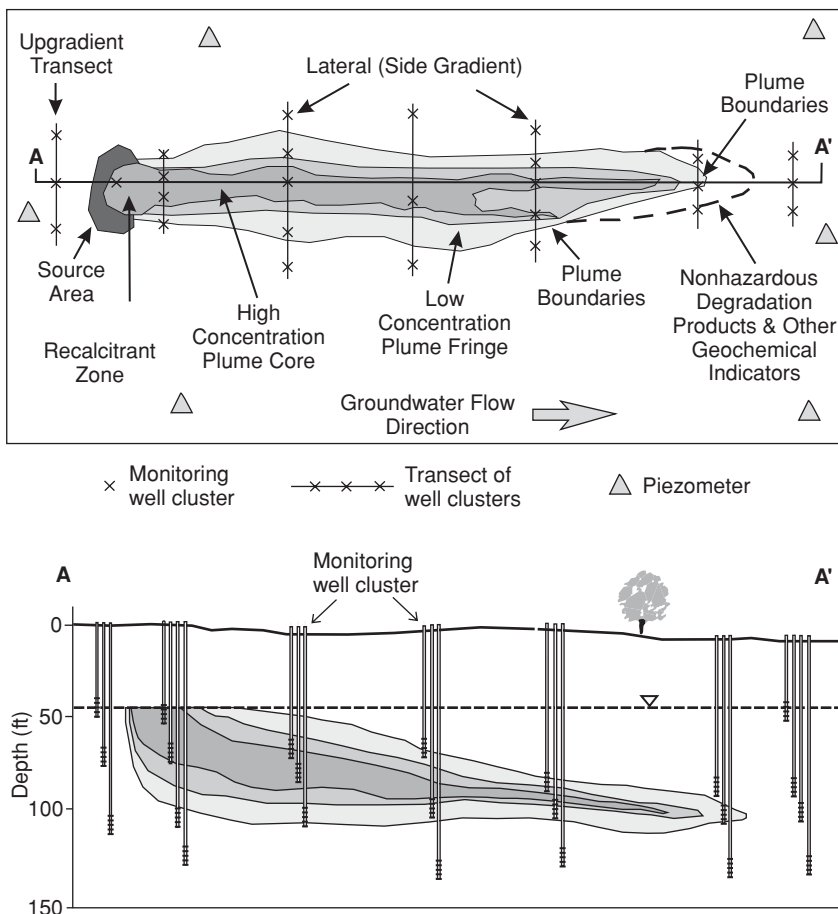 Upgradient
Transect
Lateral (Side Gradient)
Plume
Boundaries
A
A'
Source
Area
Recalcitrant
Zone
High
Concentration
Plume Core
Low
Concentration
Plume Fringe
Plume
Boundaries
Nonhazardous
Degradation
Products & Other
Geochemical
Indicators
Groundwater Flow
Direction
Monitoring
well cluster
Transect of
well clusters
Piezometer
A
Monitoring
well cluster
A'
0
50
100
150
Depth (ft)